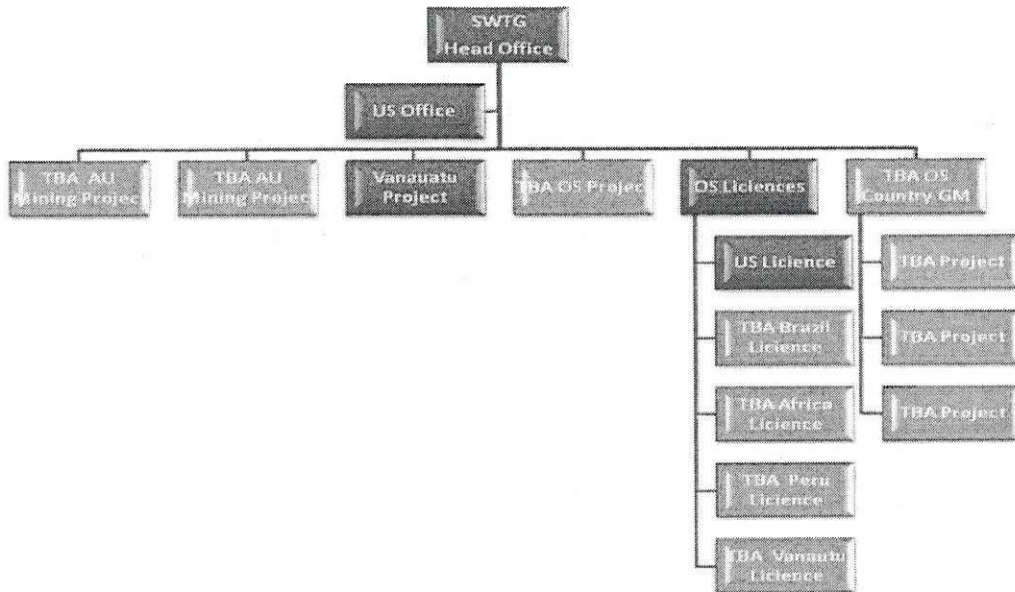 SWTG
Head Office
US Office
TBA AU
Mining Projec
TBA AU
Mining Projec
Vanauatu
Project
TBA OS Projec
OS Liciences
TBA OS
Country GM
US Licience
TBA Project
TBA Brazil
Licience
TBA Project
TBA Africa
Licience
TBA Project
TBA Peru
Licience
TBA Vanautu
Licience